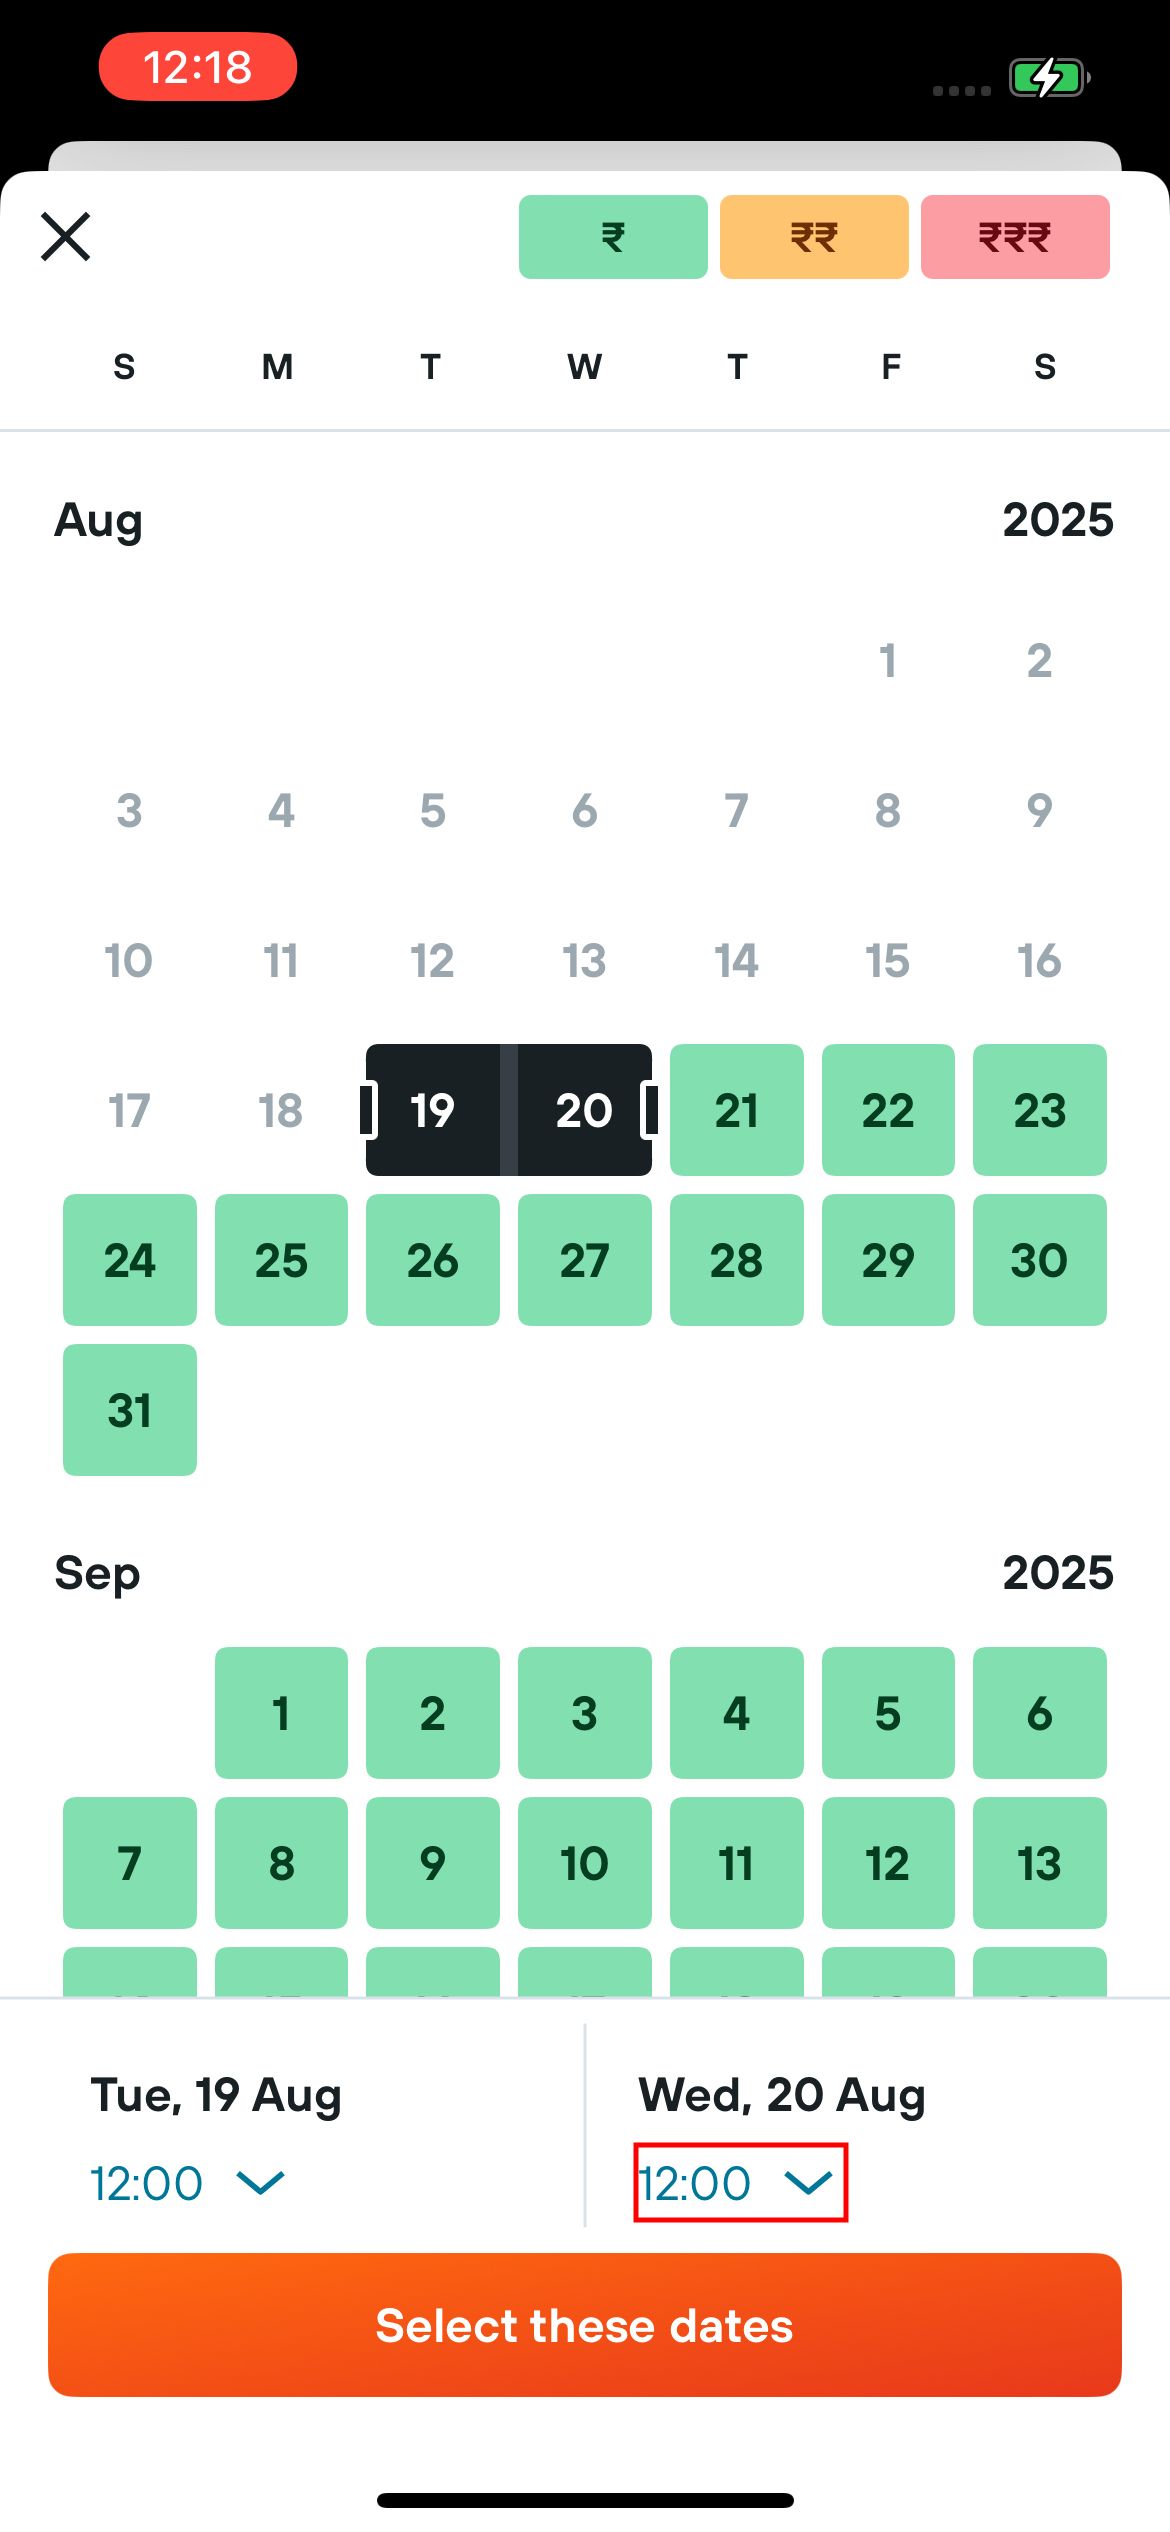 12:18
₹ ₹₹ ₹₹₹
S M T W T F S
Aug 2025
1 2
3 4 5 6 7 8 9
10 11 12 13 14 15 16
17 18 19 20 21 22 23
24 25 26 27 28 29 30
31
Sep 2025
1 2 3 4 5 6
7 8 9 10 11 12 13
Tue, 19 Aug Wed, 20 Aug
12:00 12:00
Select these dates